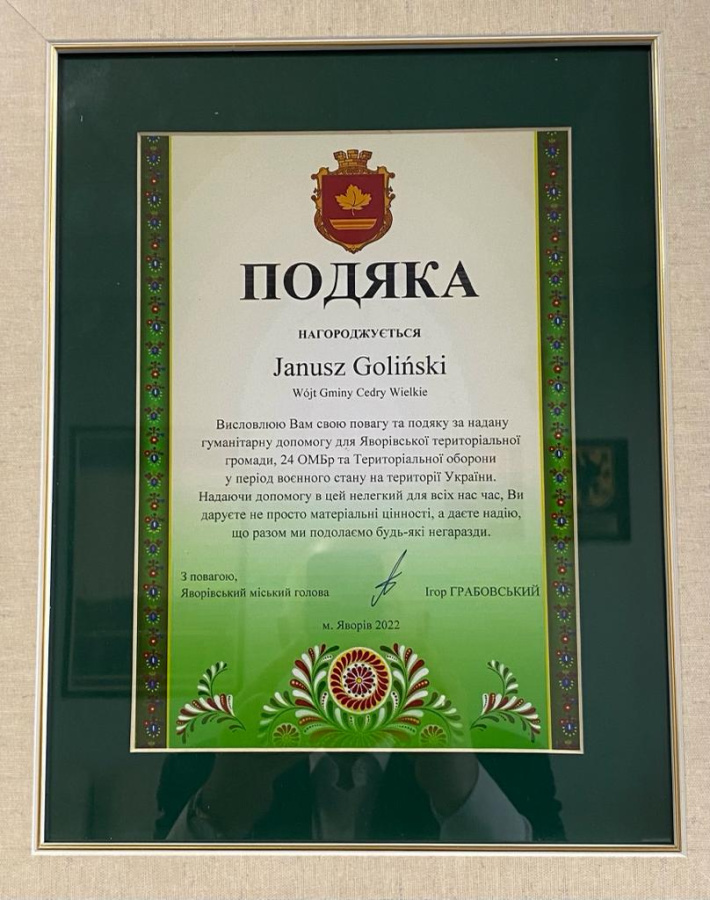 ПОДЯКА
НАГОРОДЖУЄТЬСЯ
Janusz Goliński
Wójt Gminy Cedry Wielkie
Висловлюю Вам свою повагу та подяку за надану
гуманітарну допомогу для Яворівської територіальної
громади, 24 ОМБр та Територіальної оборони
у період воєнного стану на території України.
Надаючи допомогу в цей нелегкий для всіх нас час, Ви
даруєте не просто матеріальні цінності, а даєте надію,
що разом ми подолаємо будь-які негаразди.
З повагою,
Яворівський міський голова Ігор ГРАБОВСЬКИЙ
м. Яворів 2022